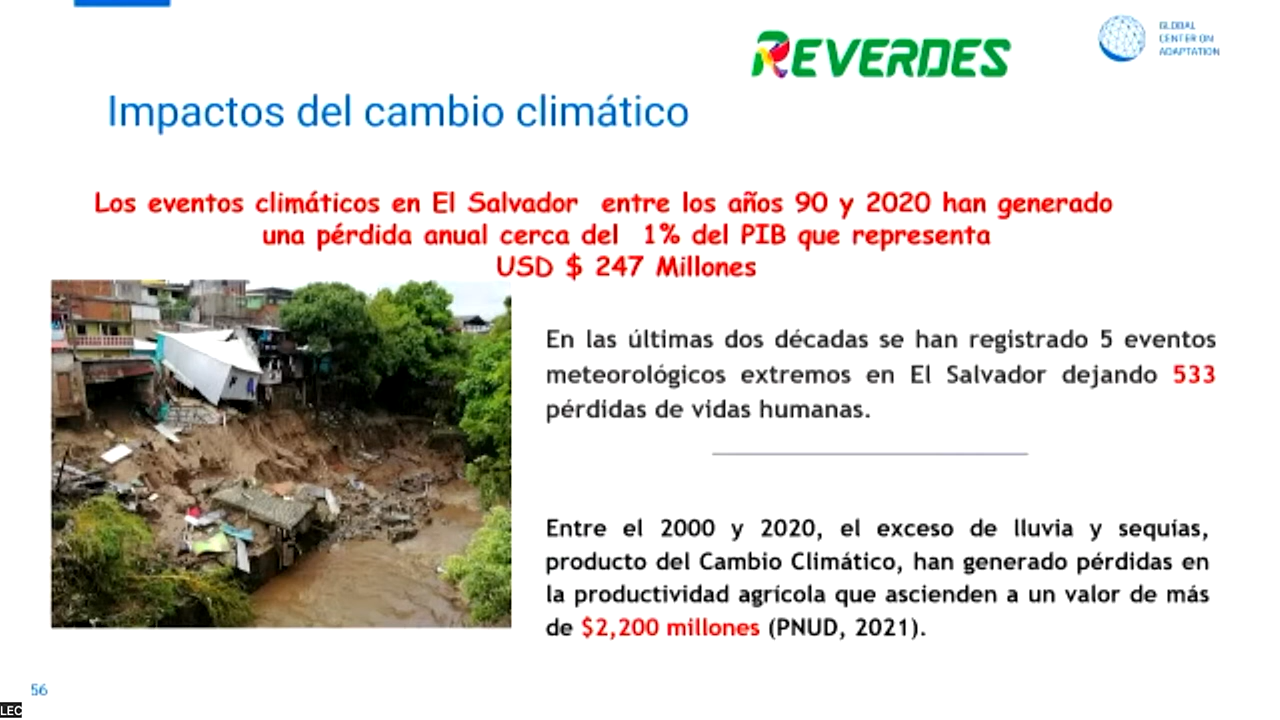 REVERDES
GLOBAL
CENTER ON
ADAPTATION
Impactos del cambio climático
Los eventos climáticos en El Salvador entre los años 90 y 2020 han generado
una pérdida anual cerca del 1% del PIB que representa
USD $ 247 Millones
En las últimas dos décadas se han registrado 5 eventos
meteorológicos extremos en El Salvador dejando 533
pérdidas de vidas humanas.
Entre el 2000 y 2020, el exceso de lluvia y sequías,
producto del Cambio Climático, han generado pérdidas en
la productividad agrícola que ascienden a un valor de más
de $2,200 millones (PNUD, 2021).
56
LEC